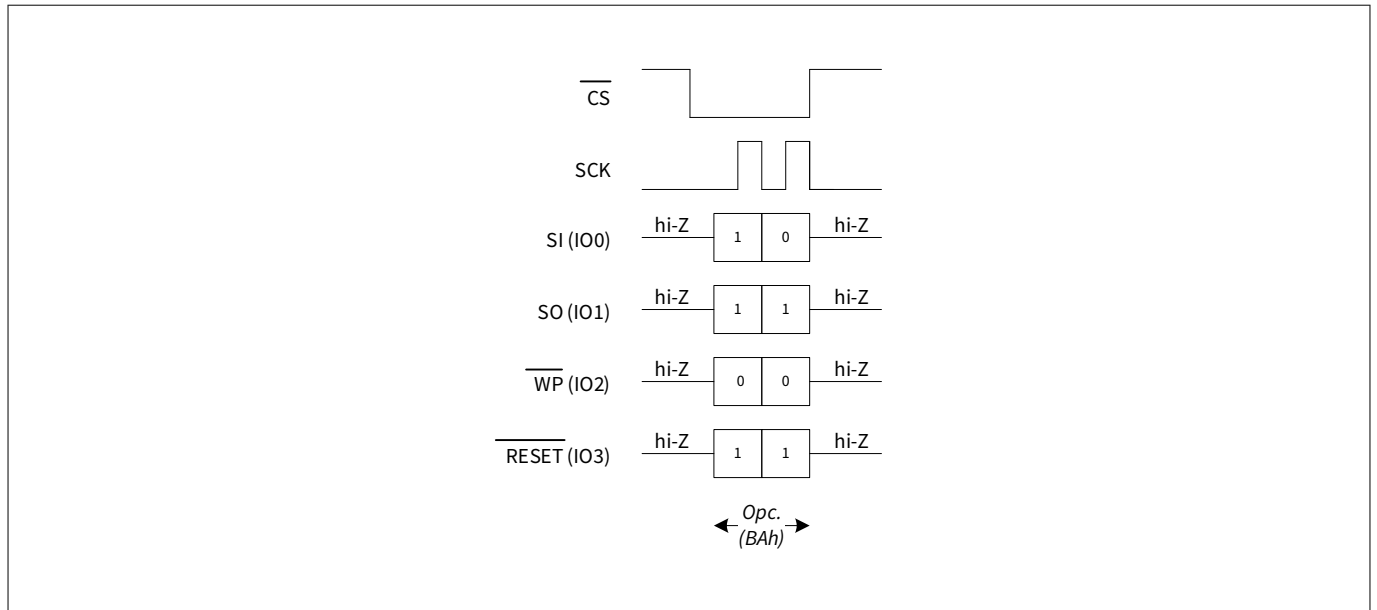 CS
SCK
SI (IO0) hi-Z 1 0 hi-Z
SO (IO1) hi-Z 1 1 hi-Z
WP (IO2) hi-Z 0 0 hi-Z
RESET (IO3) hi-Z 1 1 hi-Z
Opc.
(BAh)